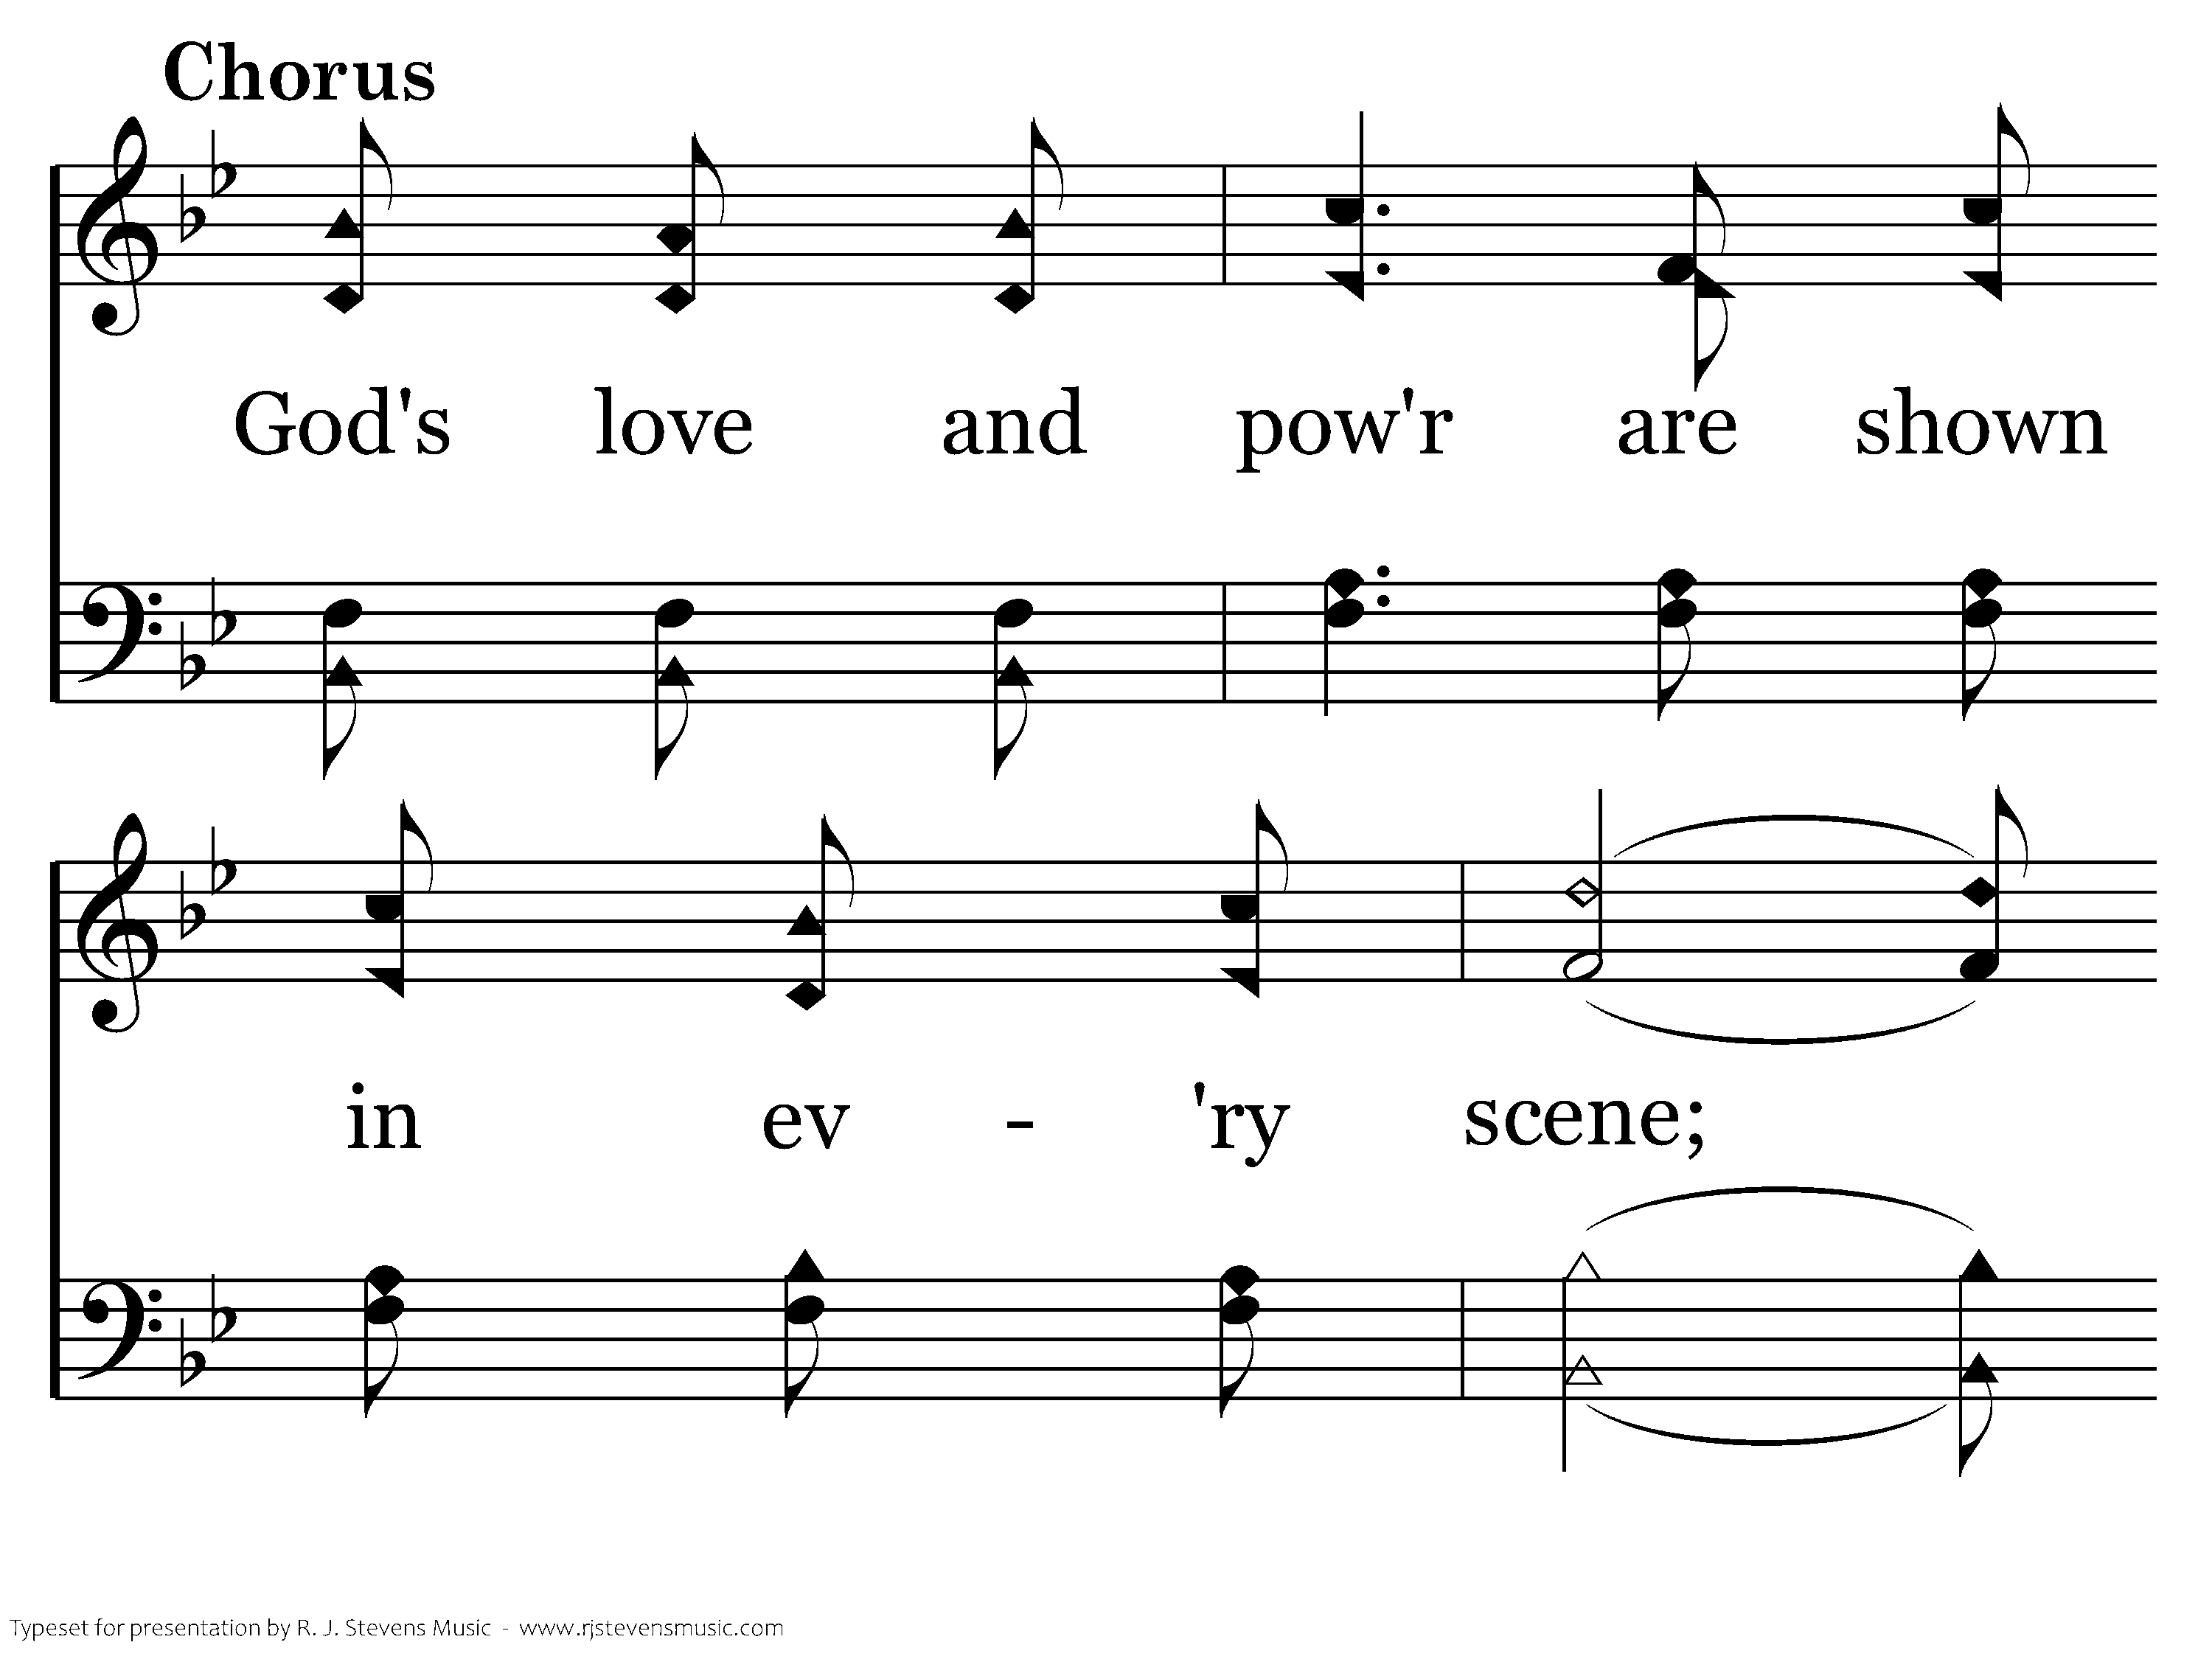 Chorus
God's love and pow'r are shown
in ev - 'ry scene;
Typeset for presentation by R. J. Stevens Music - www.rjstevensmusic.com